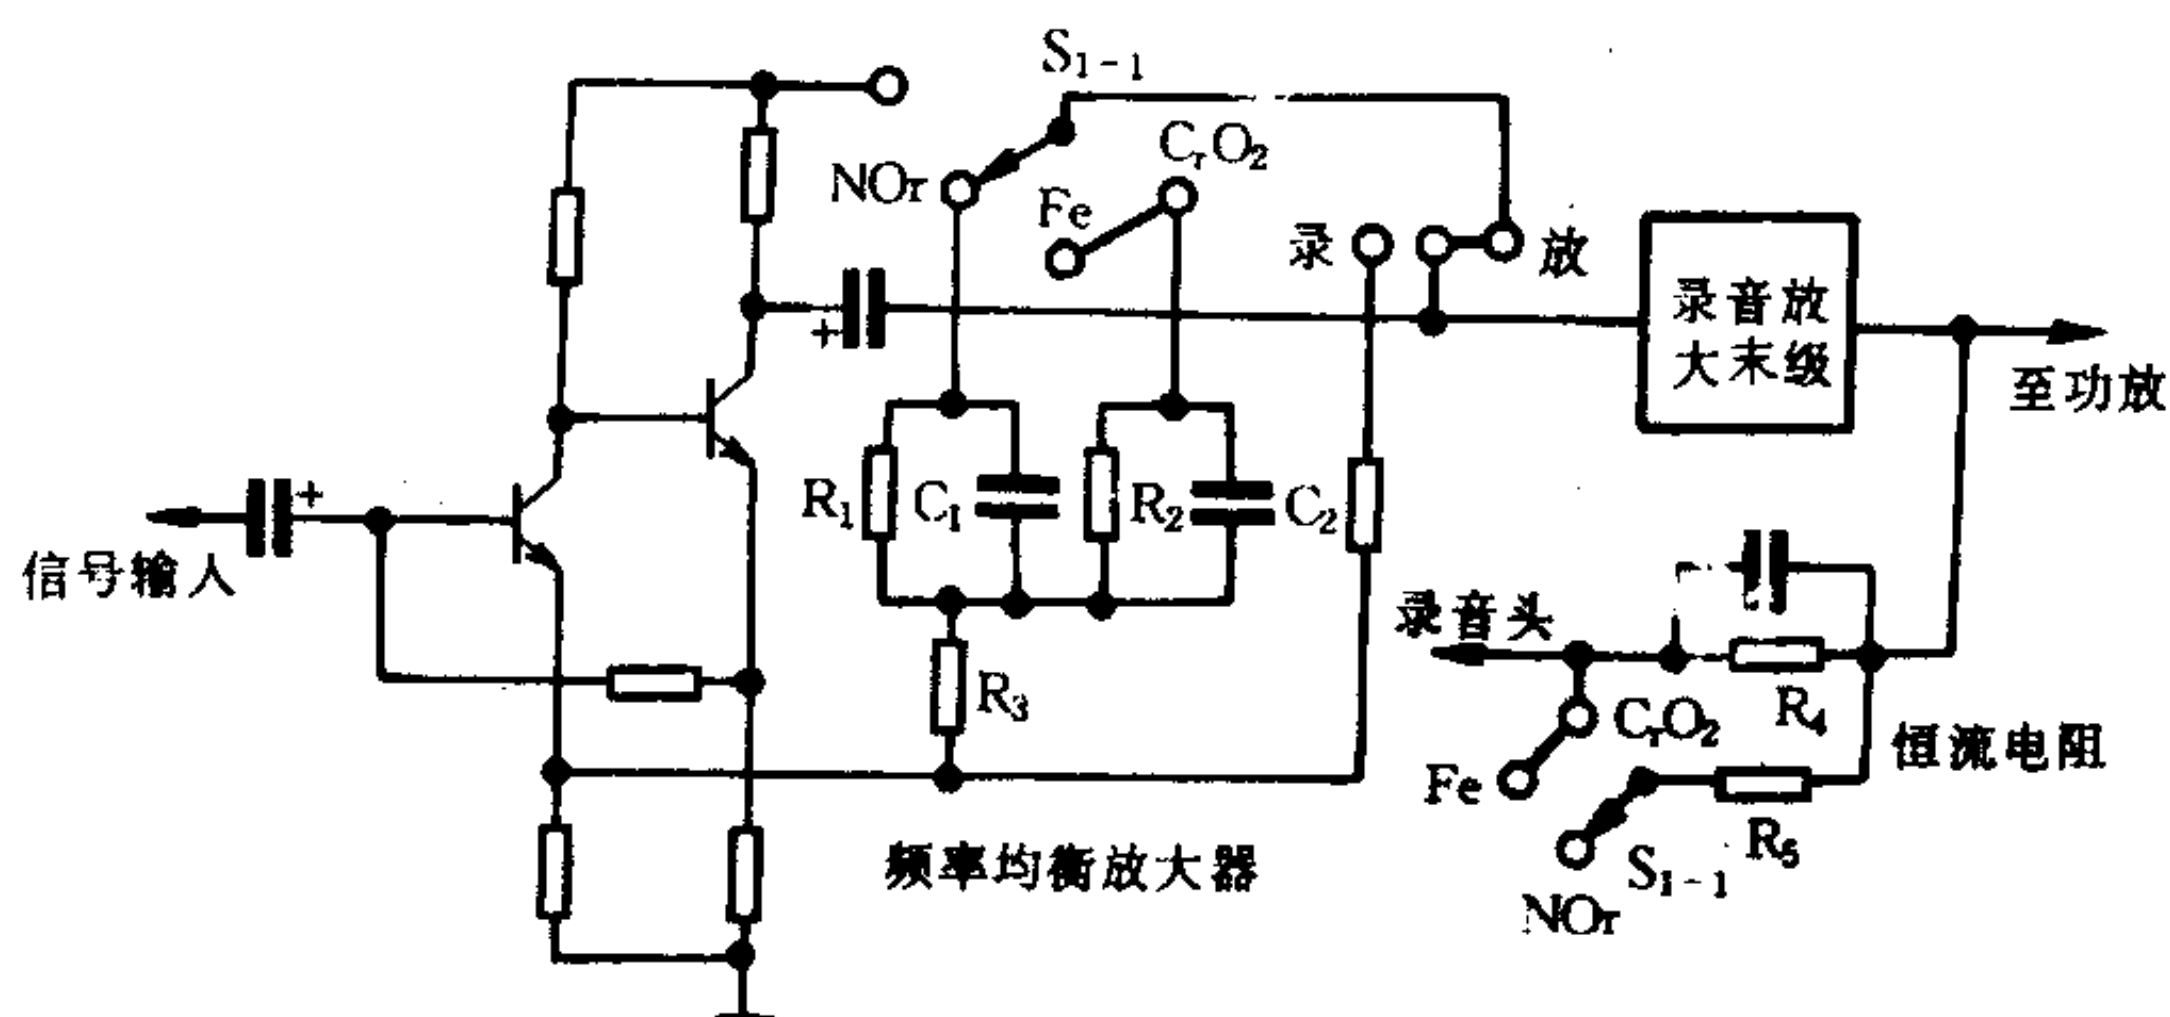 S1-1
CrO2
NOr
Fe
录
放
录音放
大末级
至功放
R1
C1
R2
C2
+
+
信号输入
录音头
R3
CrO2
R4
Fe
恒流电阻
R5
频率均衡放大器
S1-1
NOr